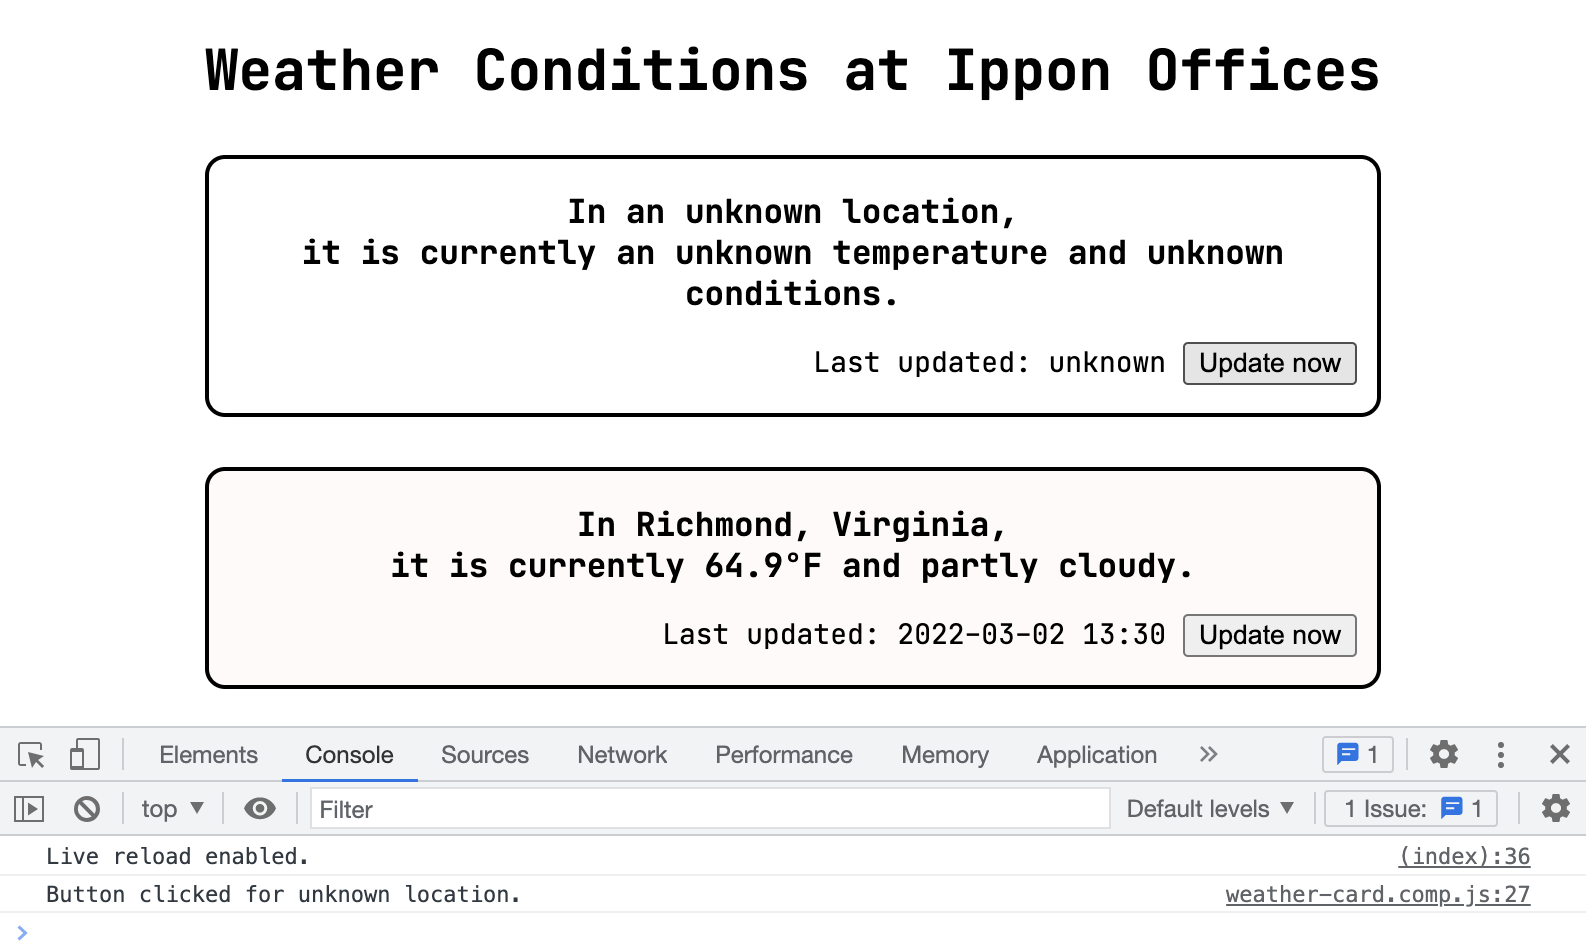 Weather Conditions at Ippon Offices
In an unknown location,
it is currently an unknown temperature and unknown
conditions.
Last updated: unknown Update now
In Richmond, Virginia,
it is currently 64.9°F and partly cloudy.
Last updated: 2022-03-02 13:30 Update now
Elements Console Sources Network Performance Memory Application » 1
top Filter Default levels 1 Issue: 1
Live reload enabled. (index):36
Button clicked for unknown location. weather-card.comp.js:27